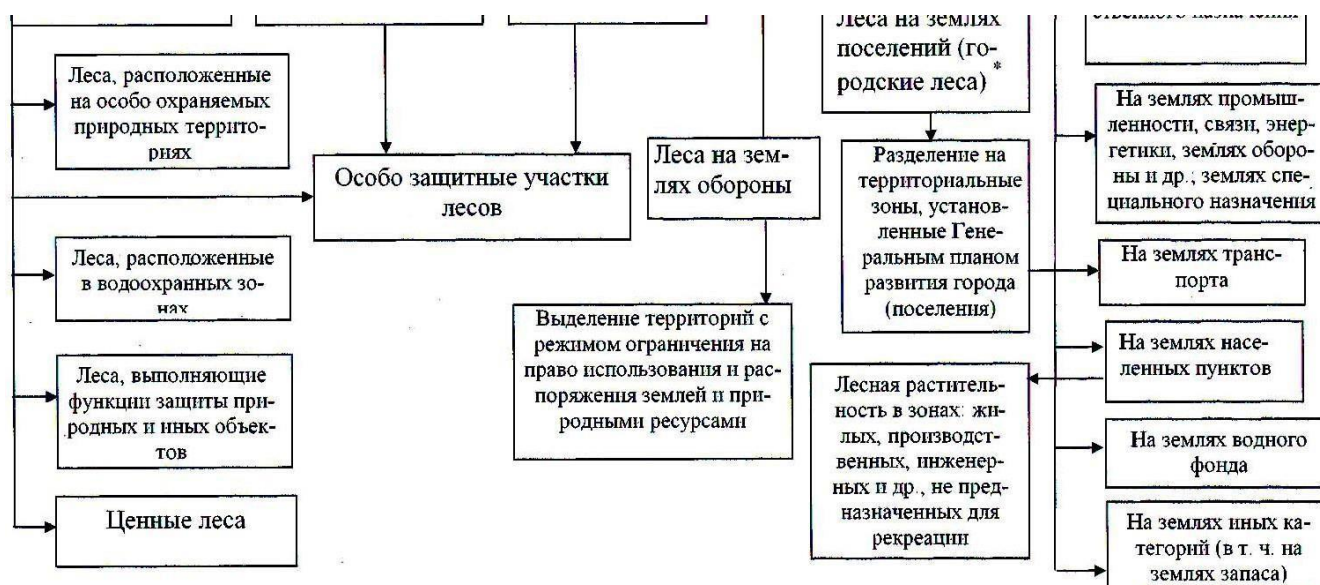 Леса на землях
поселений (го-
родские леса) *
ственного назначения
Леса, расположенные
на особо охраняемых
природных террито-
риях
Особо защитные участки
лесов
Леса на зем-
лях обороны
Разделение на
территориальные
зоны, установ-
ленные Гене-
ральным планом
развития города
(поселения)
На землях промыш-
ленности, связи, энер-
гетики, землях оборо-
ны и др.; землях спе-
циального назначения
Леса, расположенные
в водоохранных зо-
нах
На землях транс-
порта
Выделение территорий с
режимом ограничения на
право использования и рас-
поряжения землей и при-
родными ресурсами
На землях насе-
ленных пунктов
Леса, выполняющие
функции защиты при-
родных и иных объек-
тов
Лесная раститель-
ность в зонах: жи-
лых, производст-
венных, инженер-
ных и др., не пред-
назначенных для
рекреации
На землях водного
фонда
Ценные леса
На землях иных ка-
тегорий (в т. ч. на
землях запаса)